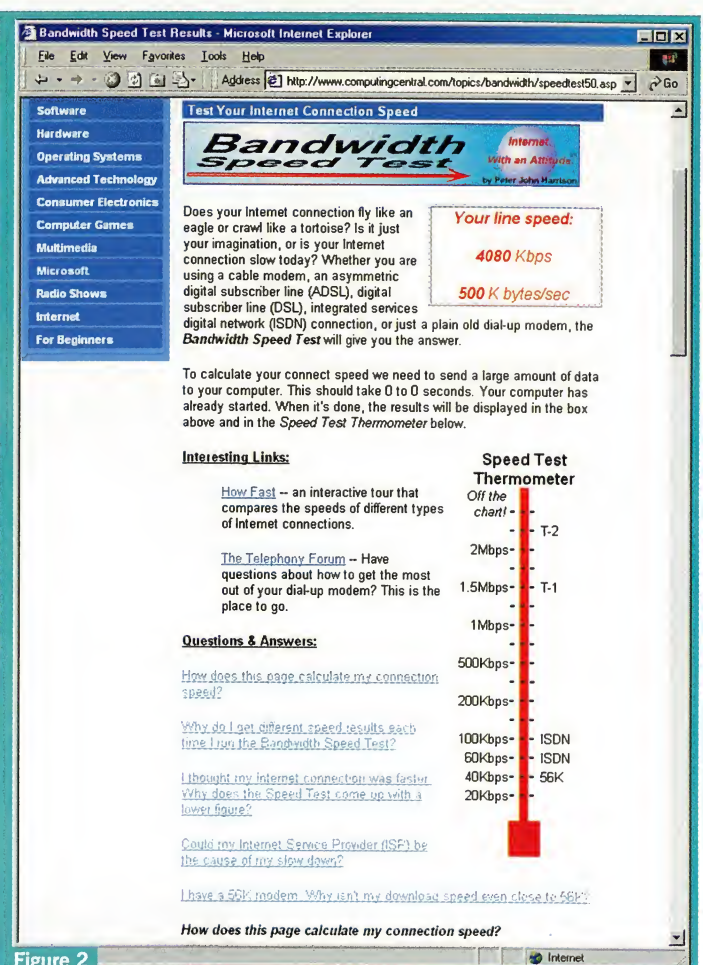 Bandwidth Speed Test Results - Microsoft Internet Explorer
File Edit View Favorites Tools Help
Address http://www.computingcentral.com/topics/bandwidth/speedtest50.asp Go
Software
Hardware
Operating Systems
Advanced Technology
Consumer Electronics
Computer Games
Multimedia
Microsoft
Radio Shows
Internet
For Beginners
Test Your Internet Connection Speed
Bandwidth
Speed Test
Internet
With an Attitude
by Peter John Harrison
Does your Internet connection fly like an
eagle or crawl like a tortoise? Is it just
your imagination, or is your Internet
connection slow today? Whether you are
using a cable modem, an asymmetric
digital subscriber line (ADSL), digital
subscriber line (DSL), integrated services
digital network (ISDN) connection, or just a plain old dial-up modem, the
Bandwidth Speed Test will give you the answer.
Your line speed:
4080 Kbps
500 K bytes/sec
To calculate your connect speed we need to send a large amount of data
to your computer. This should take 0 to 0 seconds. Your computer has
already started. When it's done, the results will be displayed in the box
above and in the Speed Test Thermometer below.
Interesting Links:
How Fast -- an interactive tour that
compares the speeds of different types
of Internet connections.
The Telephony Forum -- Have
questions about how to get the most
out of your dial-up modem? This is the
place to go.
Questions & Answers:
How does this page calculate my connection
speed?
Why do I get different speed results each
time I run the Bandwidth Speed Test?
I thought my internet connection was faster.
Why does the Speed Test come up with a
lower figure?
Could my Internet Service Provider (ISP) be
the cause of my slow down?
I have a 56K modem. Why isn't my download speed even close to 56K?
How does this page calculate my connection speed?
Speed Test
Thermometer
Off the
chart! -
- T-2
2Mbps-
1.5Mbps- - T-1
1Mbps-
500Kbps-
200Kbps-
100Kbps- - ISDN
60Kbps- - ISDN
40Kbps- - 56K
20Kbps-
Internet
Figure 2